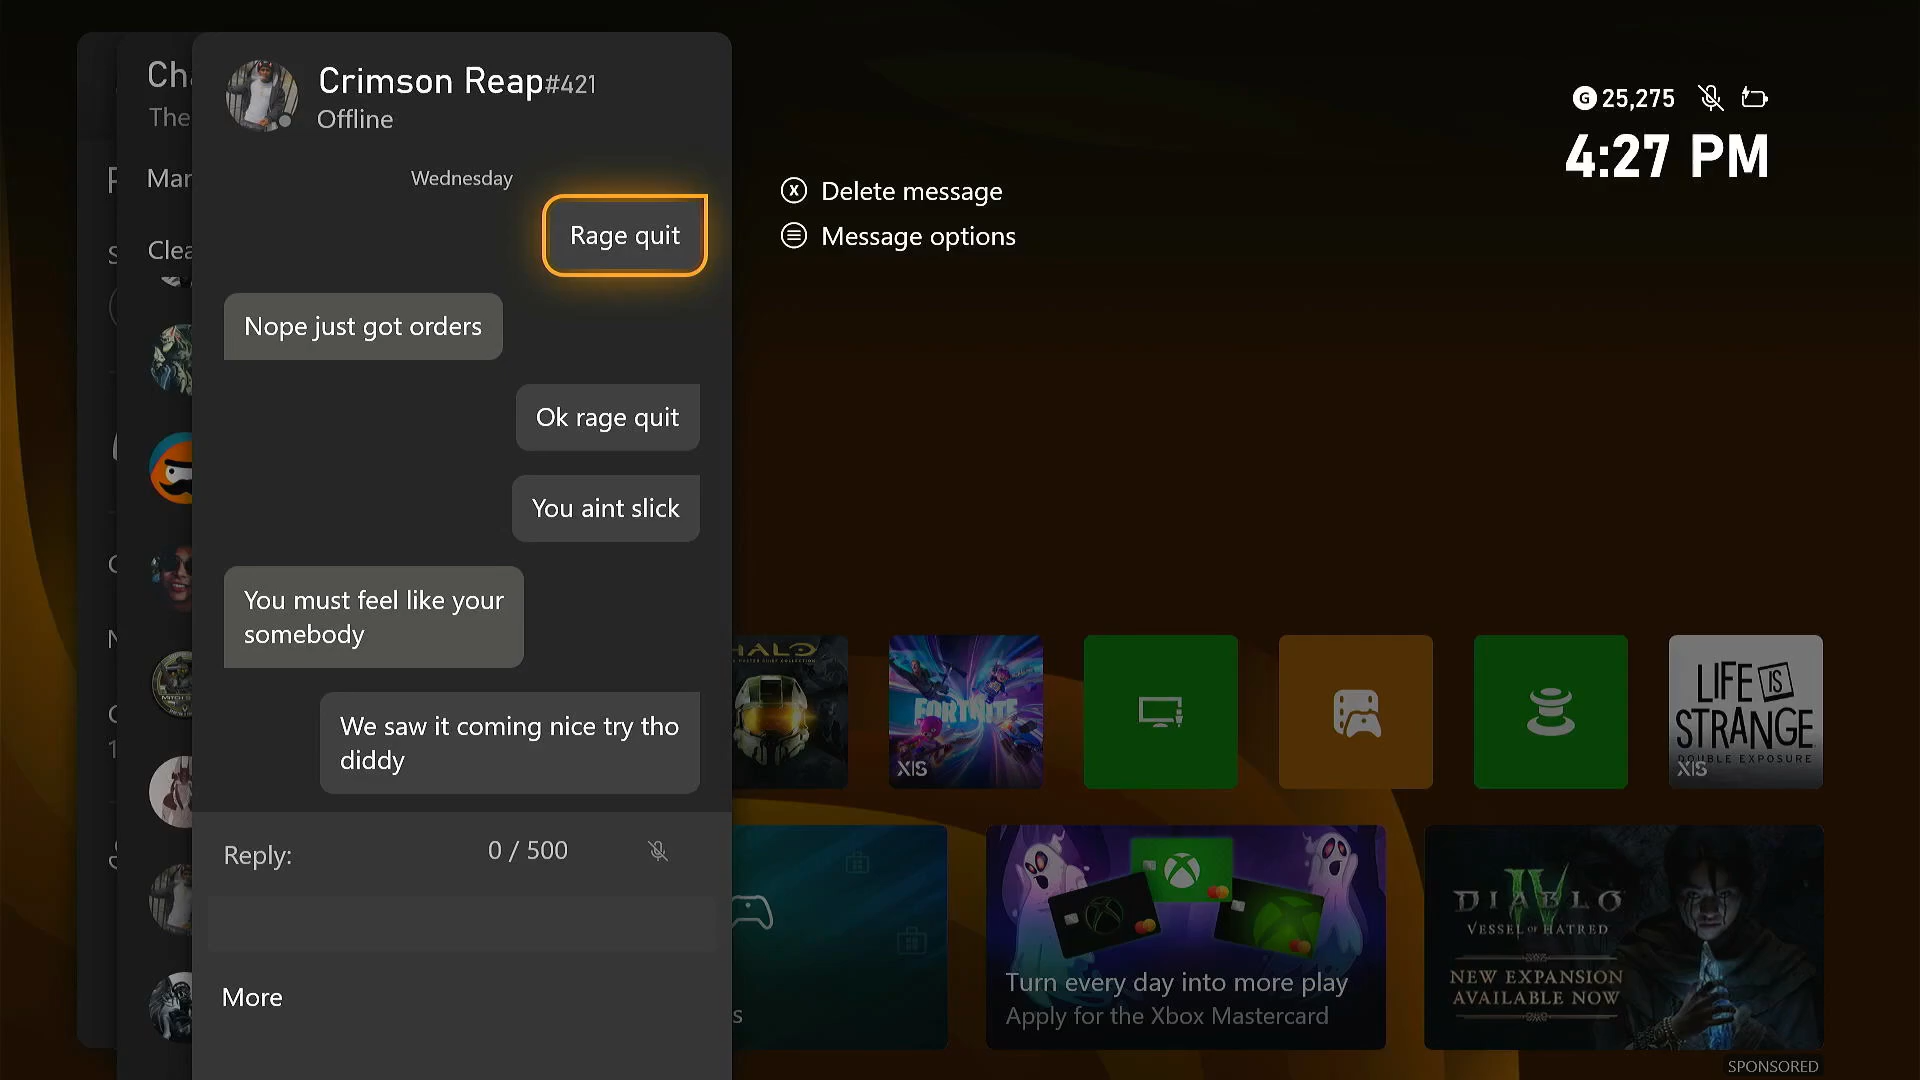 Crimson Reap#421
Offline
Wednesday
Rage quit
Nope just got orders
Ok rage quit
You aint slick
You must feel like your
somebody
We saw it coming nice try tho
diddy
Reply:
0 / 500
More
Delete message
Message options
G 25,275
4:27 PM
HALO
FORTNITE
X|S
LIFE IS
STRANGE
DOUBLE EXPOSURE
X|S
Turn every day into more play
Apply for the Xbox Mastercard
DIABLO IV
VESSEL OF HATRED
NEW EXPANSION
AVAILABLE NOW
SPONSORED